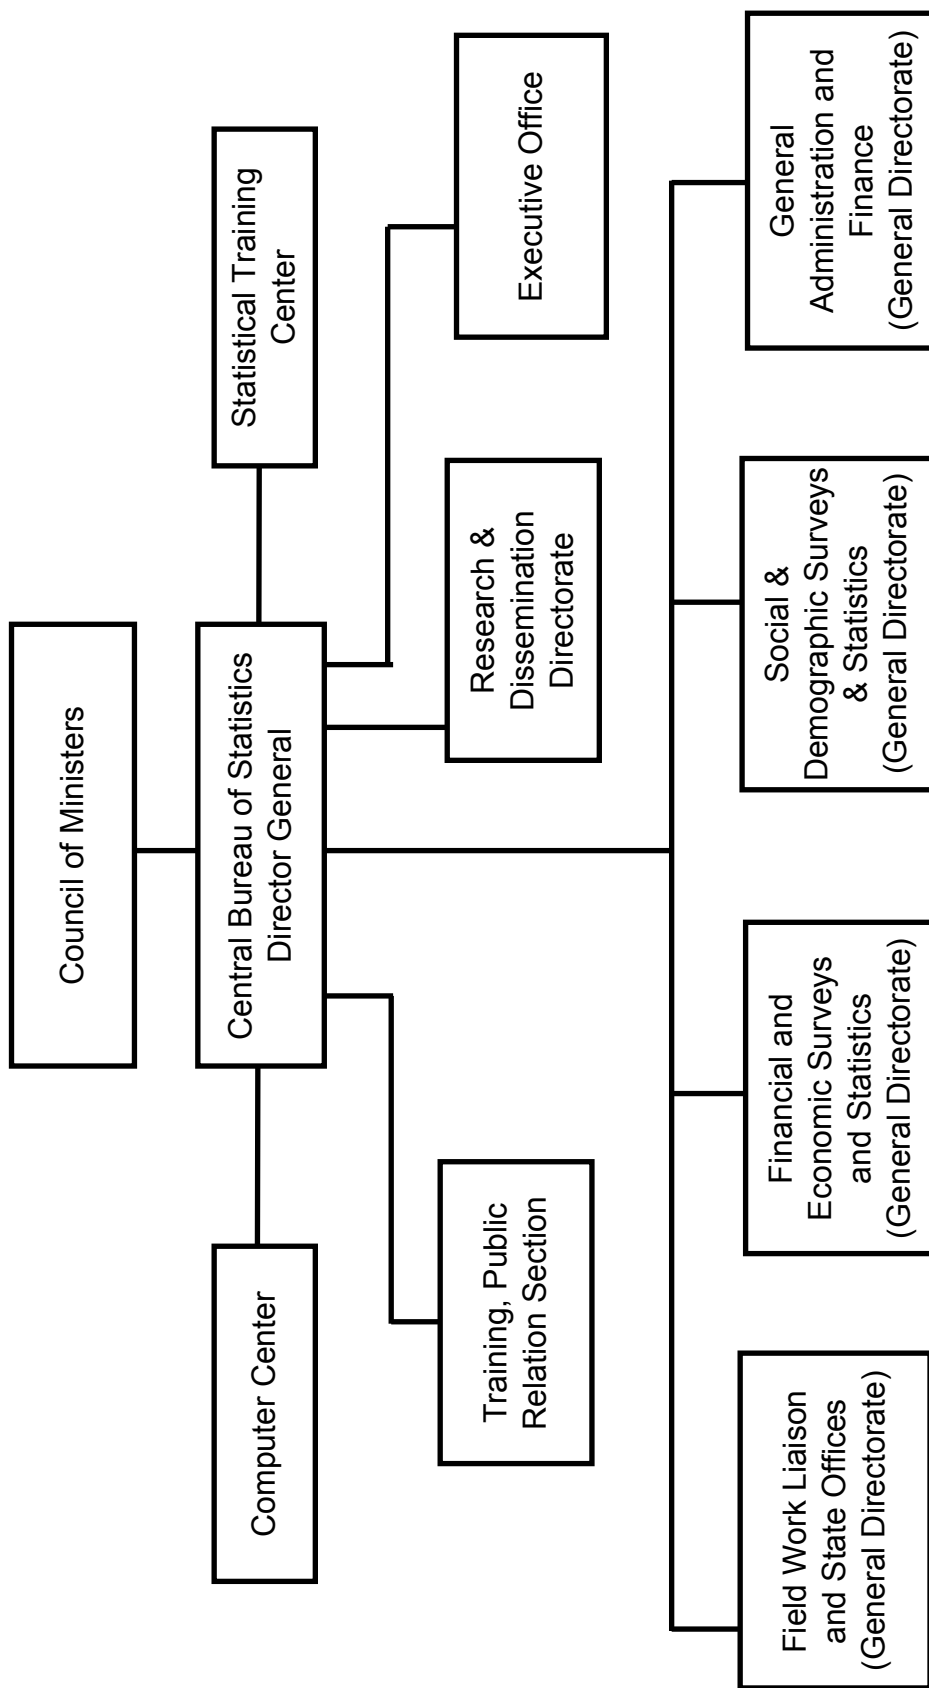 Council of Ministers
Computer Center
Central Bureau of Statistics
Director General
Statistical Training
Center
Training, Public
Relation Section
Research &
Dissemination
Directorate
Executive Office
Field Work Liaison
and State Offices
(General Directorate)
Financial and
Economic Surveys
and Statistics
(General Directorate)
Social &
Demographic Surveys
& Statistics
(General Directorate)
General
Administration and
Finance
(General Directorate)